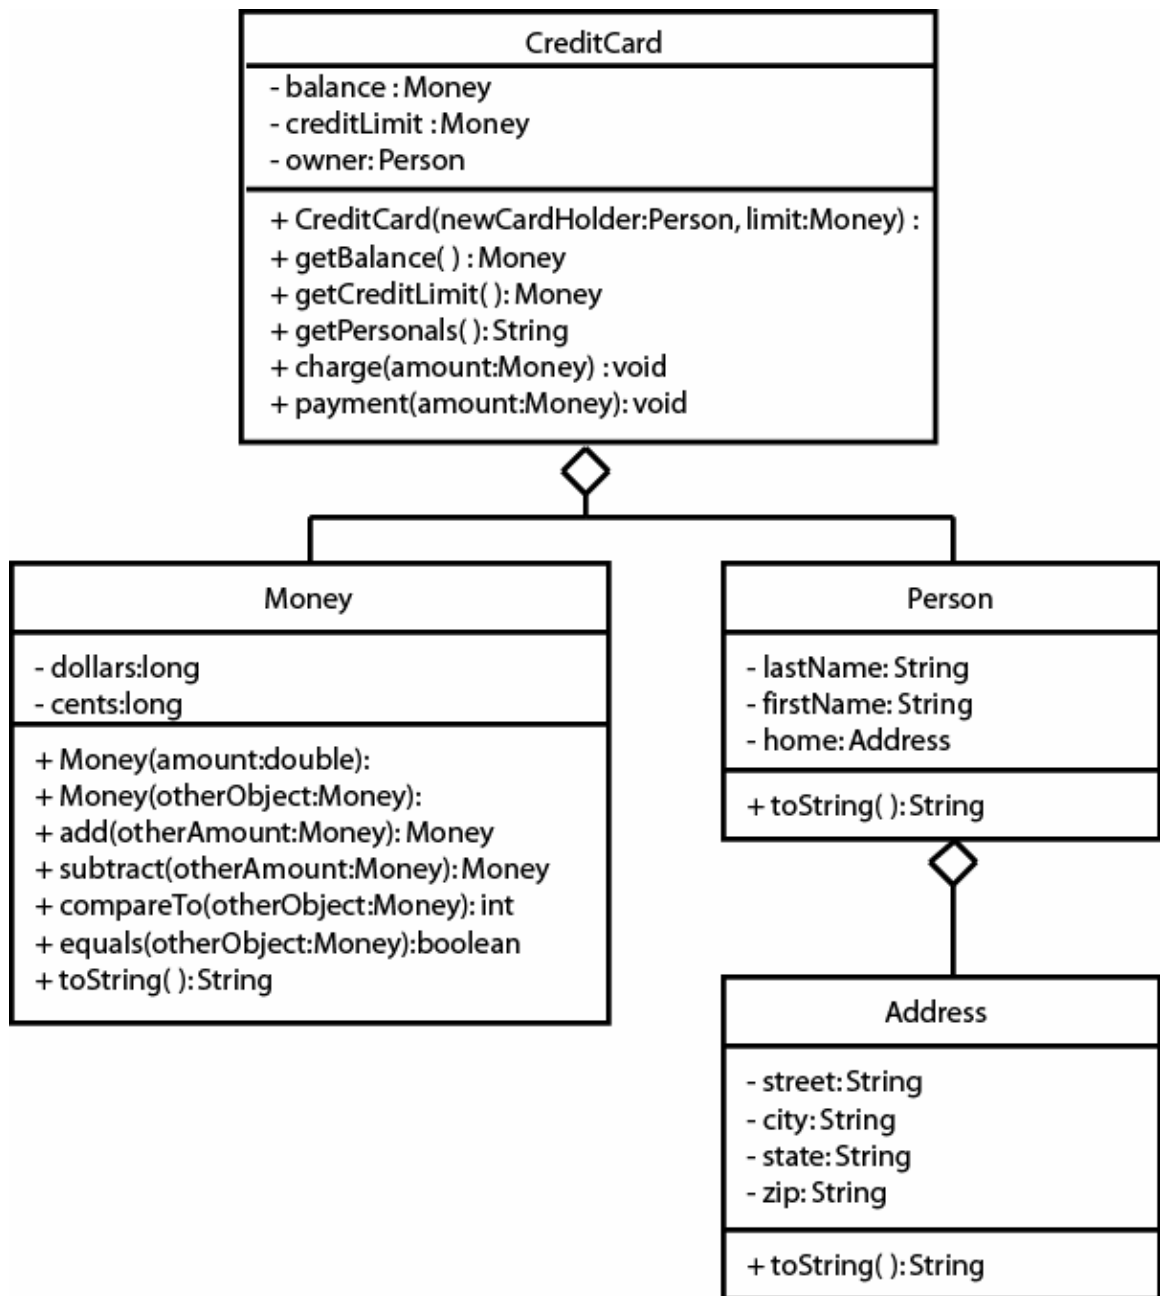 CreditCard
- balance : Money
- creditLimit : Money
- owner: Person
+ CreditCard(newCardHolder:Person, limit:Money) :
+ getBalance( ) : Money
+ getCreditLimit( ): Money
+ getPersonals( ): String
+ charge(amount:Money) : void
+ payment(amount:Money): void
Money
- dollars:long
- cents:long
+ Money(amount:double):
+ Money(otherObject:Money):
+ add(otherAmount:Money): Money
+ subtract(otherAmount:Money): Money
+ compareTo(otherObject:Money): int
+ equals(otherObject:Money):boolean
+ toString( ): String
Person
- lastName: String
- firstName: String
- home: Address
+ toString( ): String
Address
- street: String
- city: String
- state: String
- zip: String
+ toString( ): String